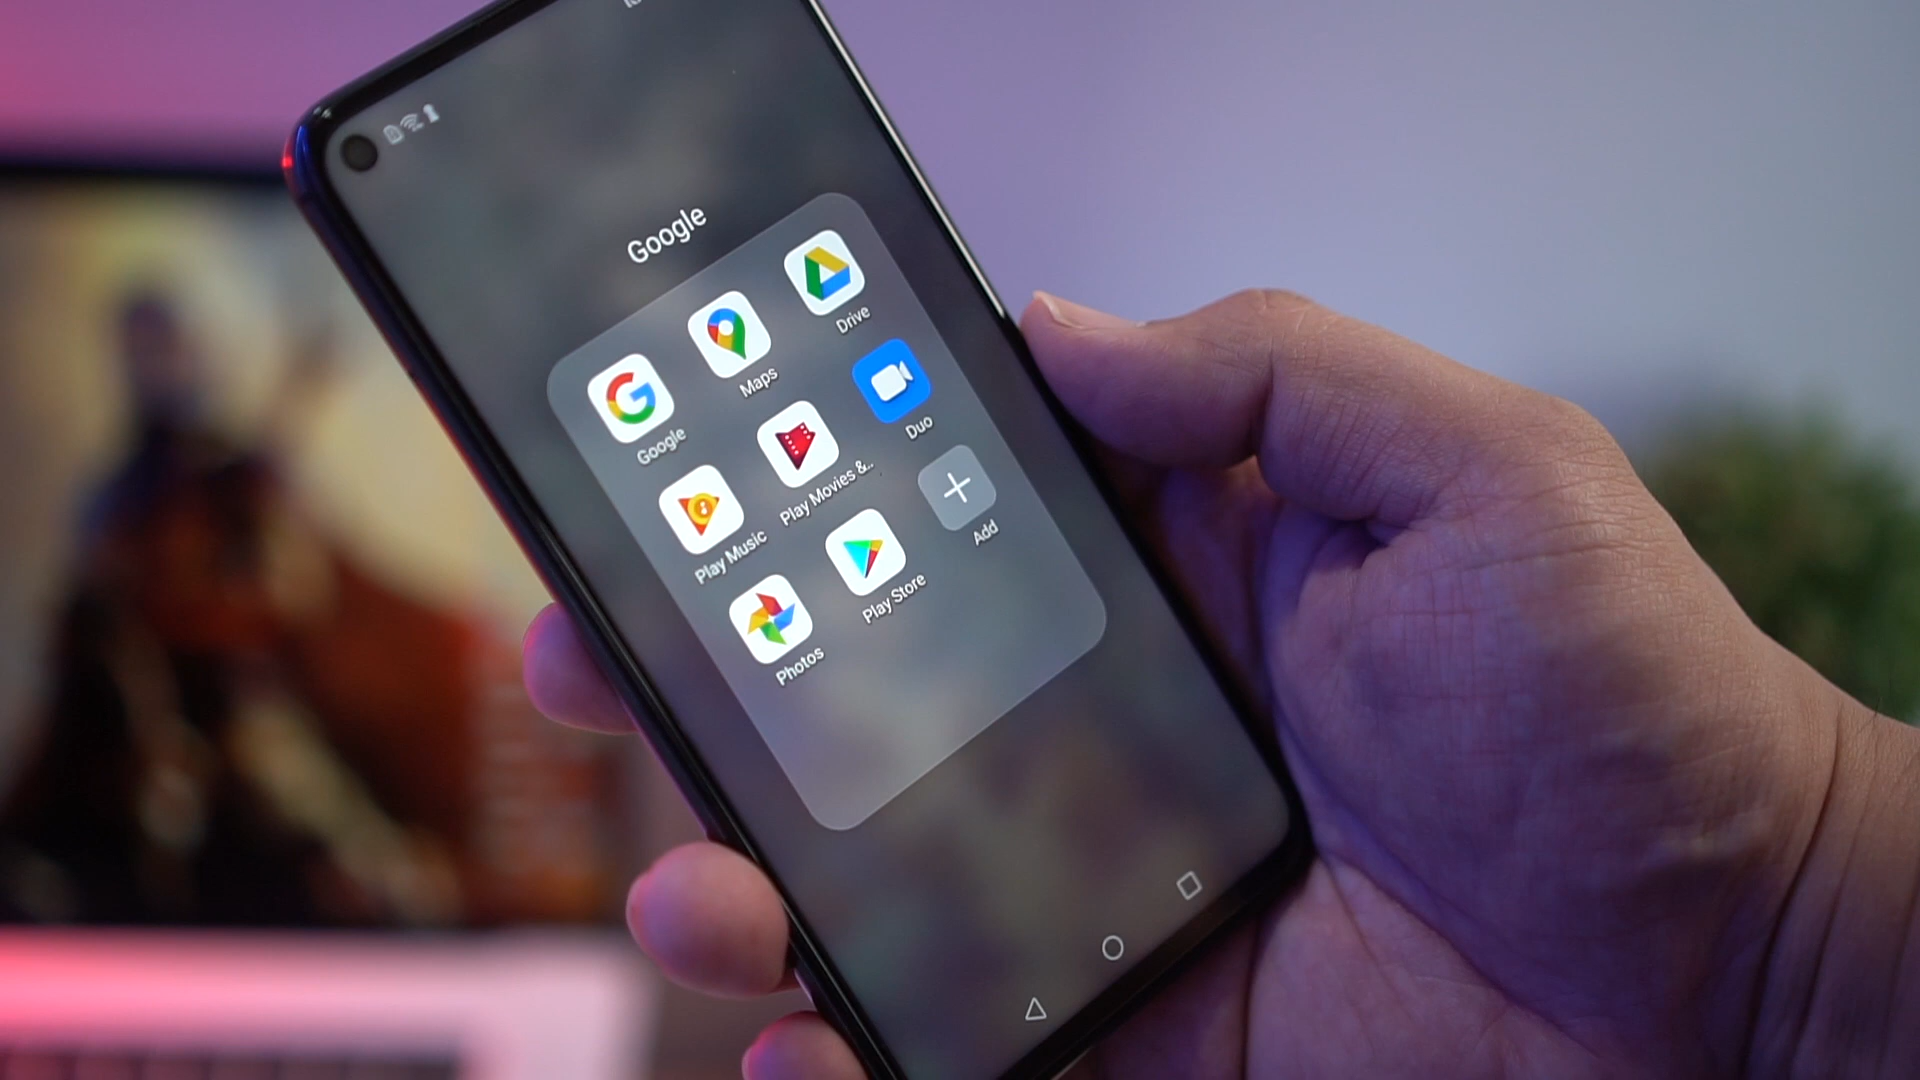 Google
Google
Maps
Drive
Play Music
Play Movies &..
Duo
Photos
Play Store
Add